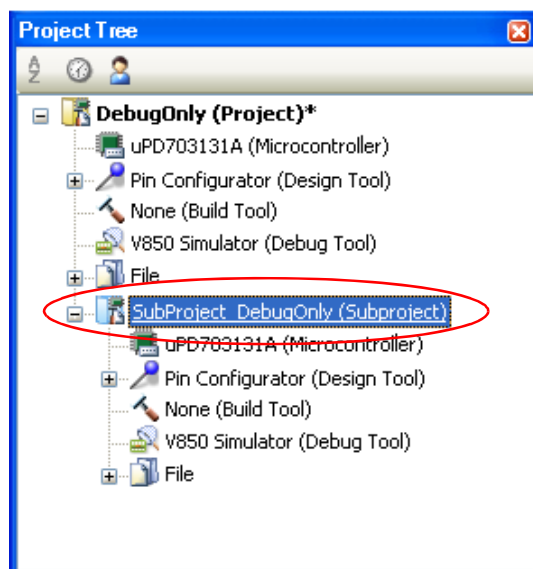 Project Tree
DebugOnly (Project)*
uPD703131A (Microcontroller)
Pin Configurator (Design Tool)
None (Build Tool)
V850 Simulator (Debug Tool)
File
SubProject_DebugOnly (Subproject)
uPD703131A (Microcontroller)
Pin Configurator (Design Tool)
None (Build Tool)
V850 Simulator (Debug Tool)
File